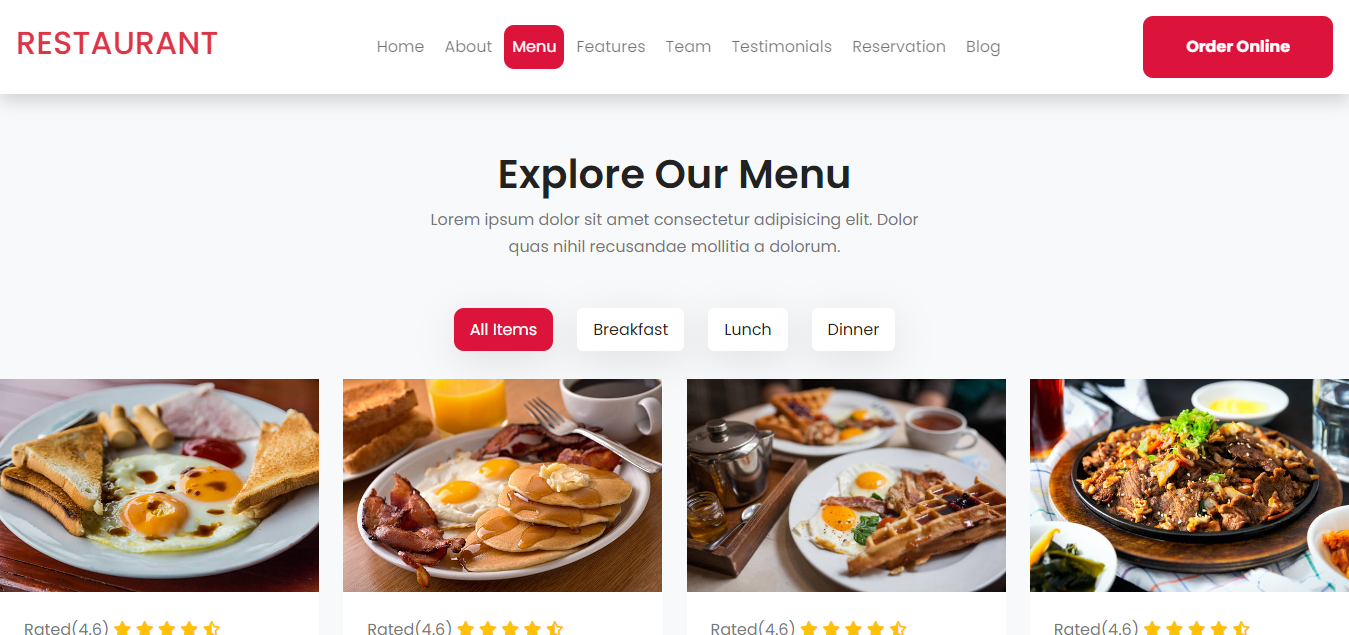 RESTAURANT
Home About Menu Features Team Testimonials Reservation Blog
Order Online
Explore Our Menu
Lorem ipsum dolor sit amet consectetur adipisicing elit. Dolor
quas nihil recusandae mollitia a dolorum.
All Items Breakfast Lunch Dinner
Rated(4.6) Rated(4.6) Rated(4.6) Rated(4.6)